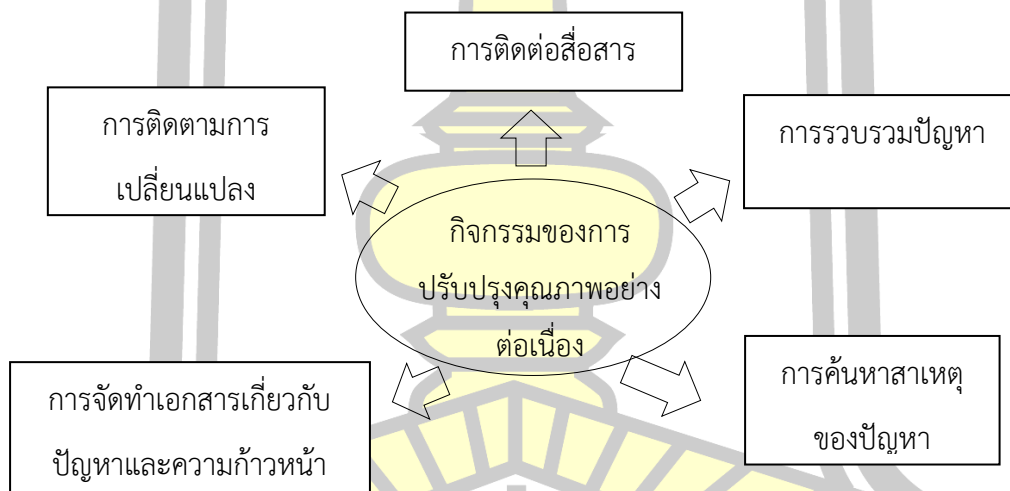 การติดต่อสื่อสาร
การติดตามการ
เปลี่ยนแปลง
การรวบรวมปัญหา
กิจกรรมของการ
ปรับปรุงคุณภาพอย่าง
ต่อเนื่อง
การจัดทำเอกสารเกี่ยวกับ
ปัญหาและความก้าวหน้า
การค้นหาสาเหตุ
ของปัญหา